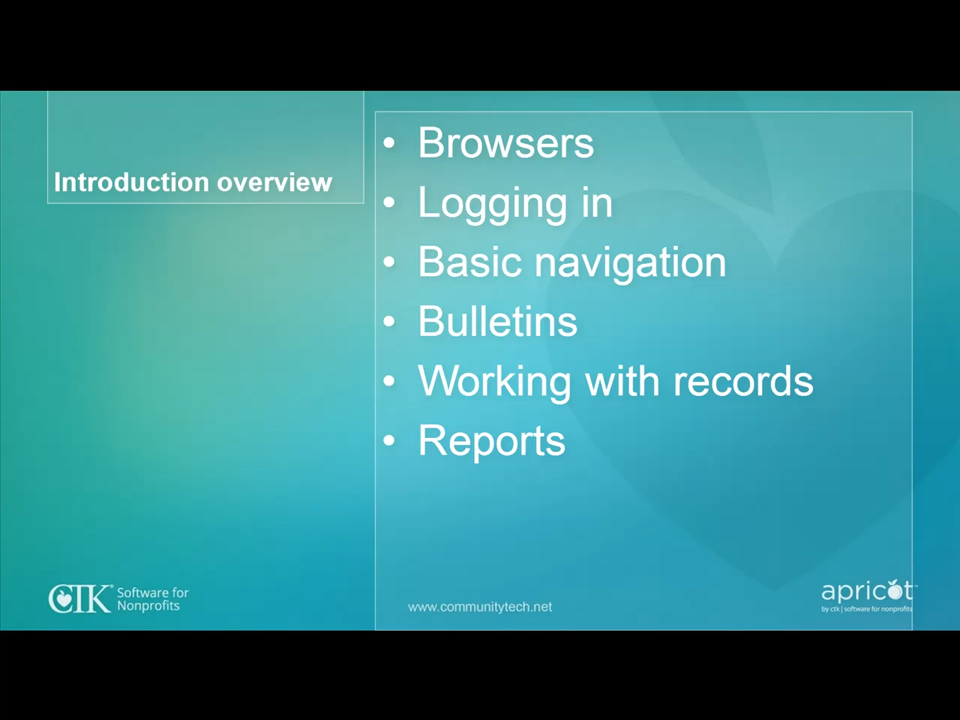 Introduction overview
• Browsers
• Logging in
• Basic navigation
• Bulletins
• Working with records
• Reports
CTK Software for
Nonprofits
www.communitytech.net
apricot
by ctk | software for nonprofits